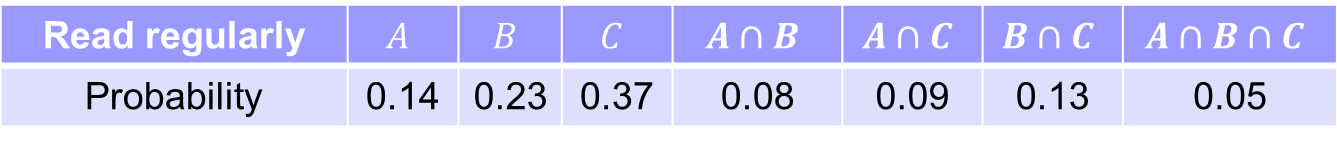 Read regularly A B C A ∩ B A ∩ C B ∩ C A ∩ B ∩ C
Probability 0.14 0.23 0.37 0.08 0.09 0.13 0.05